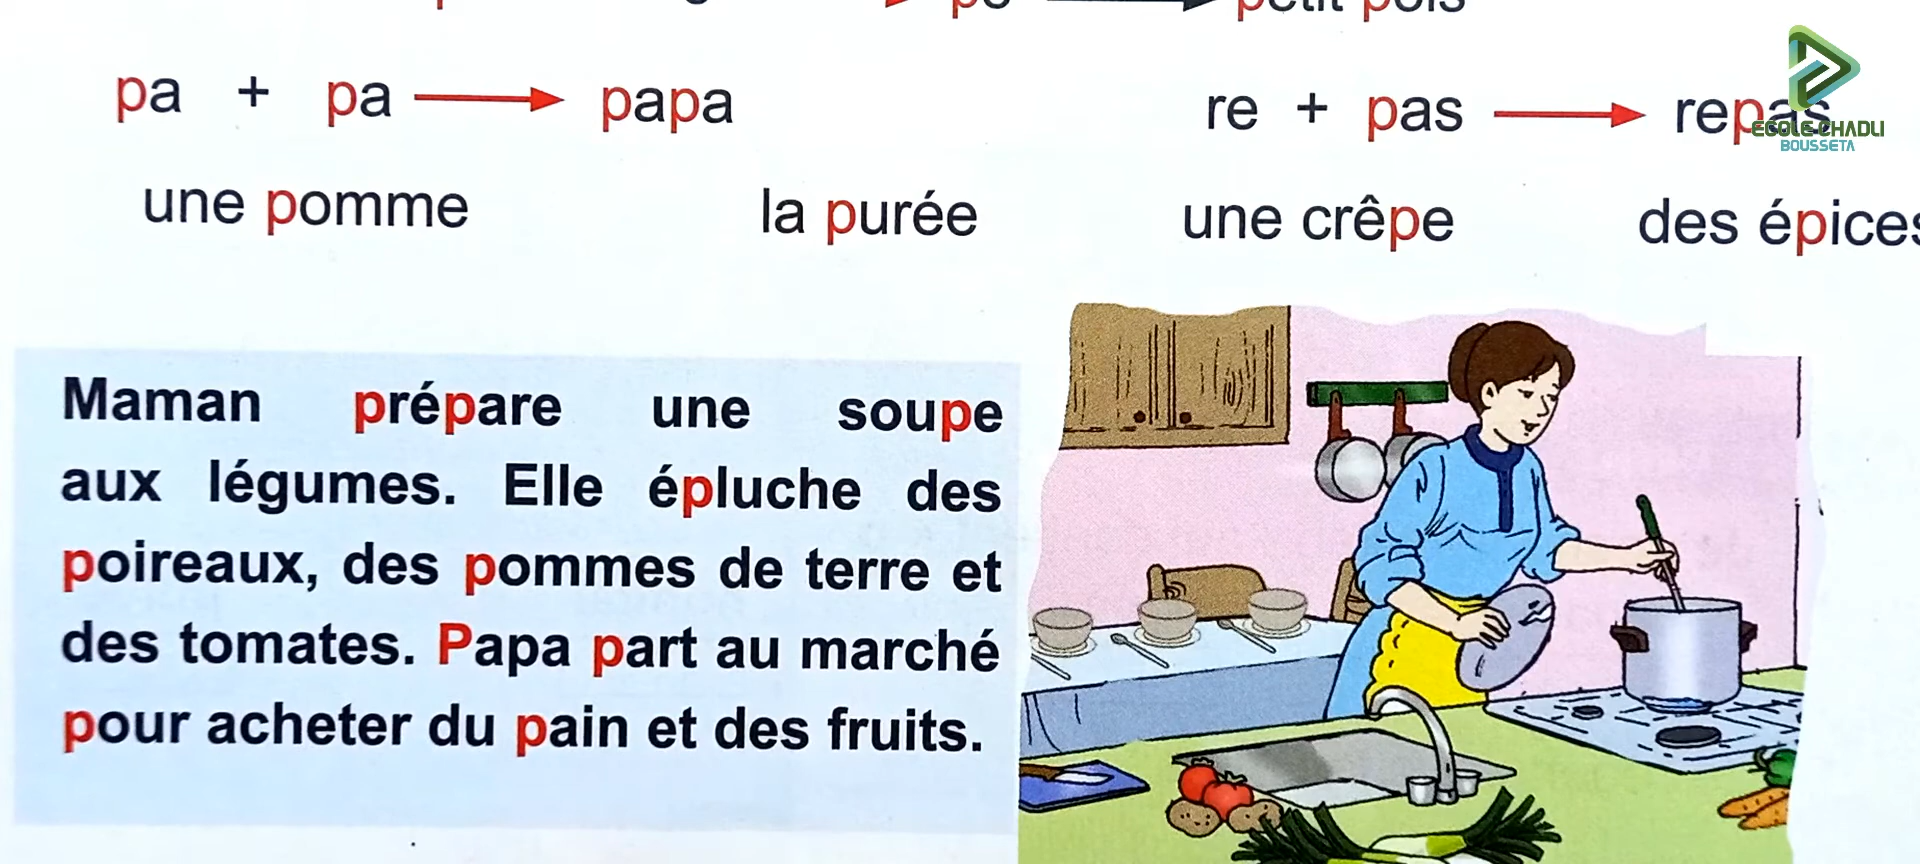 petit pois
pa + pa papa
re + pas repas
ECOLE CHADLI
BOUSSETA
une pomme la purée une crêpe des épices
Maman prépare une soupe
aux légumes. Elle épluche des
poireaux, des pommes de terre et
des tomates. Papa part au marché
pour acheter du pain et des fruits.